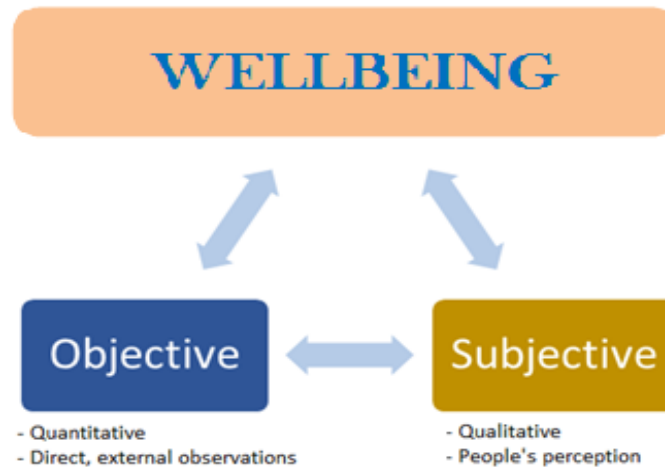 WELLBEING
Objective
Subjective
- Quantitative
- Direct, external observations
- Qualitative
- People's perception